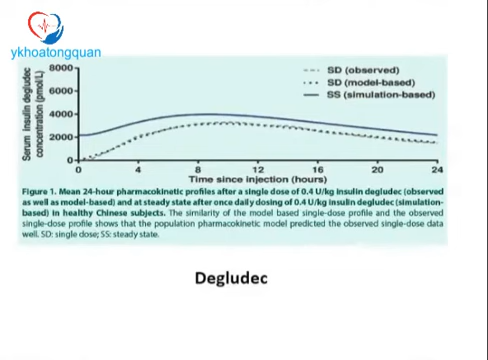 ykhoatongquan
Serum insulin degludec
concentration (pmol/L)
8000
6000
4000
2000
0
SD (observed)
SD (model-based)
SS (simulation-based)
0 4 8 12 16 20 24
Time since injection (hours)
Figure 1. Mean 24-hour pharmacokinetic profiles after a single dose of 0.4 U/kg insulin degludec (observed
as well as model-based) and at steady state after once daily dosing of 0.4 U/kg insulin degludec (simulation-
based) in healthy Chinese subjects. The similarity of the model based single-dose profile and the observed
single-dose profile shows that the population pharmacokinetic model predicted the observed single-dose data
well. SD: single dose; SS: steady state.
Degludec